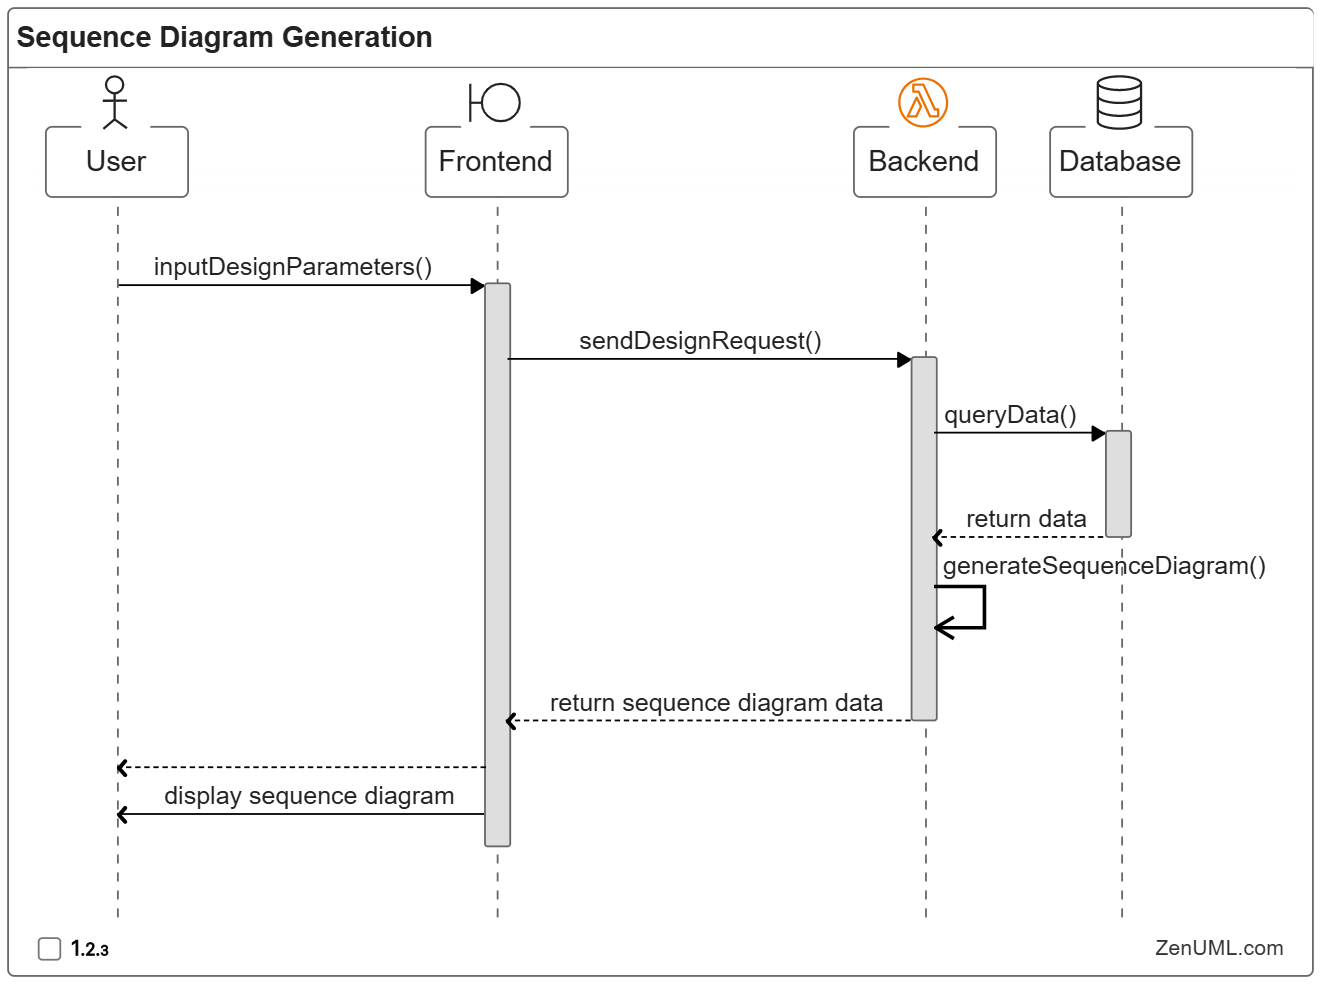 Sequence Diagram Generation
User
Frontend
Backend
Database
inputDesignParameters()
sendDesignRequest()
queryData()
return data
generateSequenceDiagram()
return sequence diagram data
display sequence diagram
1.2.3
ZenUML.com